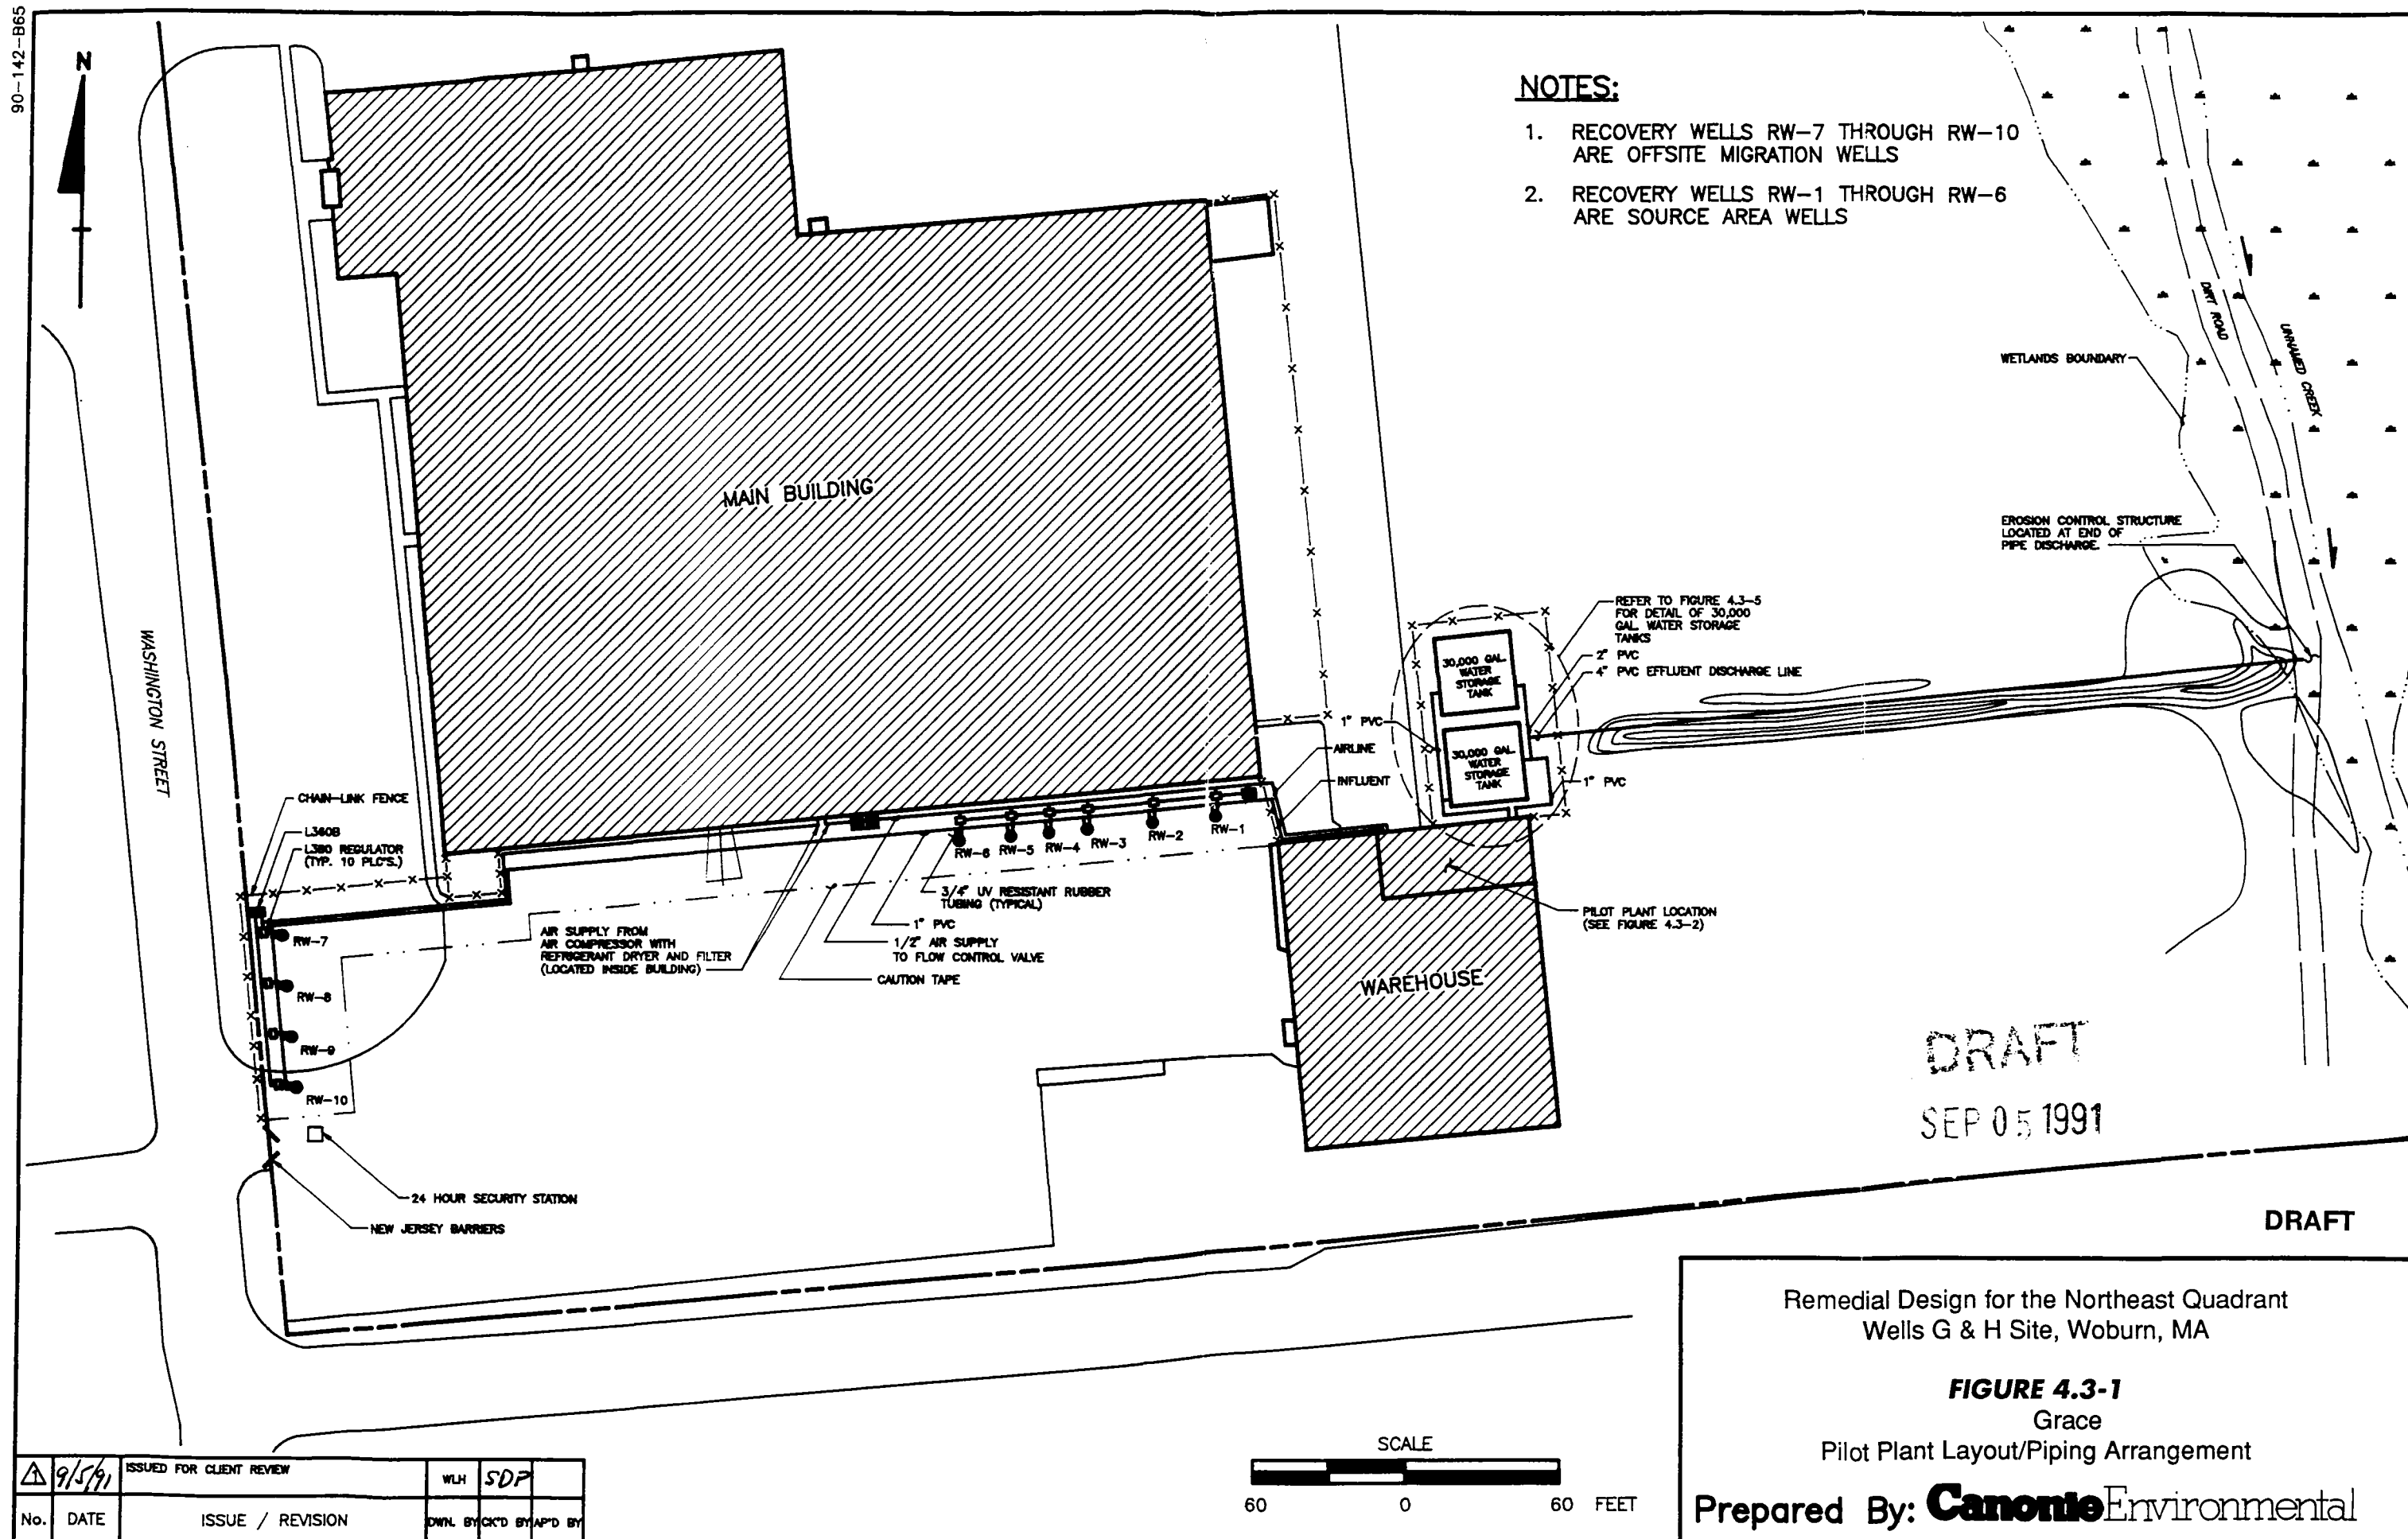 90-142-B65
N
NOTES:
1. RECOVERY WELLS RW-7 THROUGH RW-10
ARE OFFSITE MIGRATION WELLS
2. RECOVERY WELLS RW-1 THROUGH RW-6
ARE SOURCE AREA WELLS
DIRT ROAD
UNNAMED CREEK
WETLANDS BOUNDARY
MAIN BUILDING
EROSION CONTROL STRUCTURE
LOCATED AT END OF
PIPE DISCHARGE.
WASHINGTON STREET
REFER TO FIGURE 4.3-5
FOR DETAIL OF 30,000
GAL. WATER STORAGE
TANKS
2" PVC
4" PVC EFFLUENT DISCHARGE LINE
30,000 GAL.
WATER
STORAGE
TANK
1" PVC
AIRLINE
INFLUENT
30,000 GAL.
WATER
STORAGE
TANK
1" PVC
CHAIN-LINK FENCE
L360B
L380 REGULATOR
(TYP. 10 PLC'S.)
RW-6
RW-5
RW-4
RW-3
RW-2
RW-1
3/4" UV RESISTANT RUBBER
TUBING (TYPICAL)
1" PVC
1/2" AIR SUPPLY
TO FLOW CONTROL VALVE
CAUTION TAPE
AIR SUPPLY FROM
AIR COMPRESSOR WITH
REFRIGERANT DRYER AND FILTER
(LOCATED INSIDE BUILDING)
PILOT PLANT LOCATION
(SEE FIGURE 4.3-2)
RW-7
RW-8
RW-9
RW-10
WAREHOUSE
24 HOUR SECURITY STATION
NEW JERSEY BARRIERS
DRAFT
SEP 05 1991
DRAFT
Remedial Design for the Northeast Quadrant
Wells G & H Site, Woburn, MA
FIGURE 4.3-1
Grace
Pilot Plant Layout/Piping Arrangement
Prepared By: Canonie Environmental
SCALE
60 0 60 FEET
1 9/5/91 ISSUED FOR CLIENT REVIEW WLH SDP
No. DATE ISSUE / REVISION DWN. BY CK'D BY AP'D BY